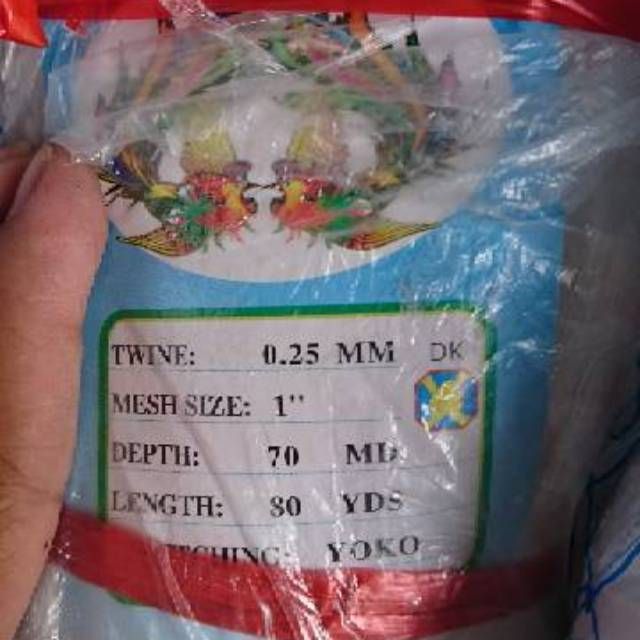 TWINE: 0.25 MM DK
MESH SIZE: 1"
DEPTH: 70 MD
LENGTH: 80 YDS
YOKO